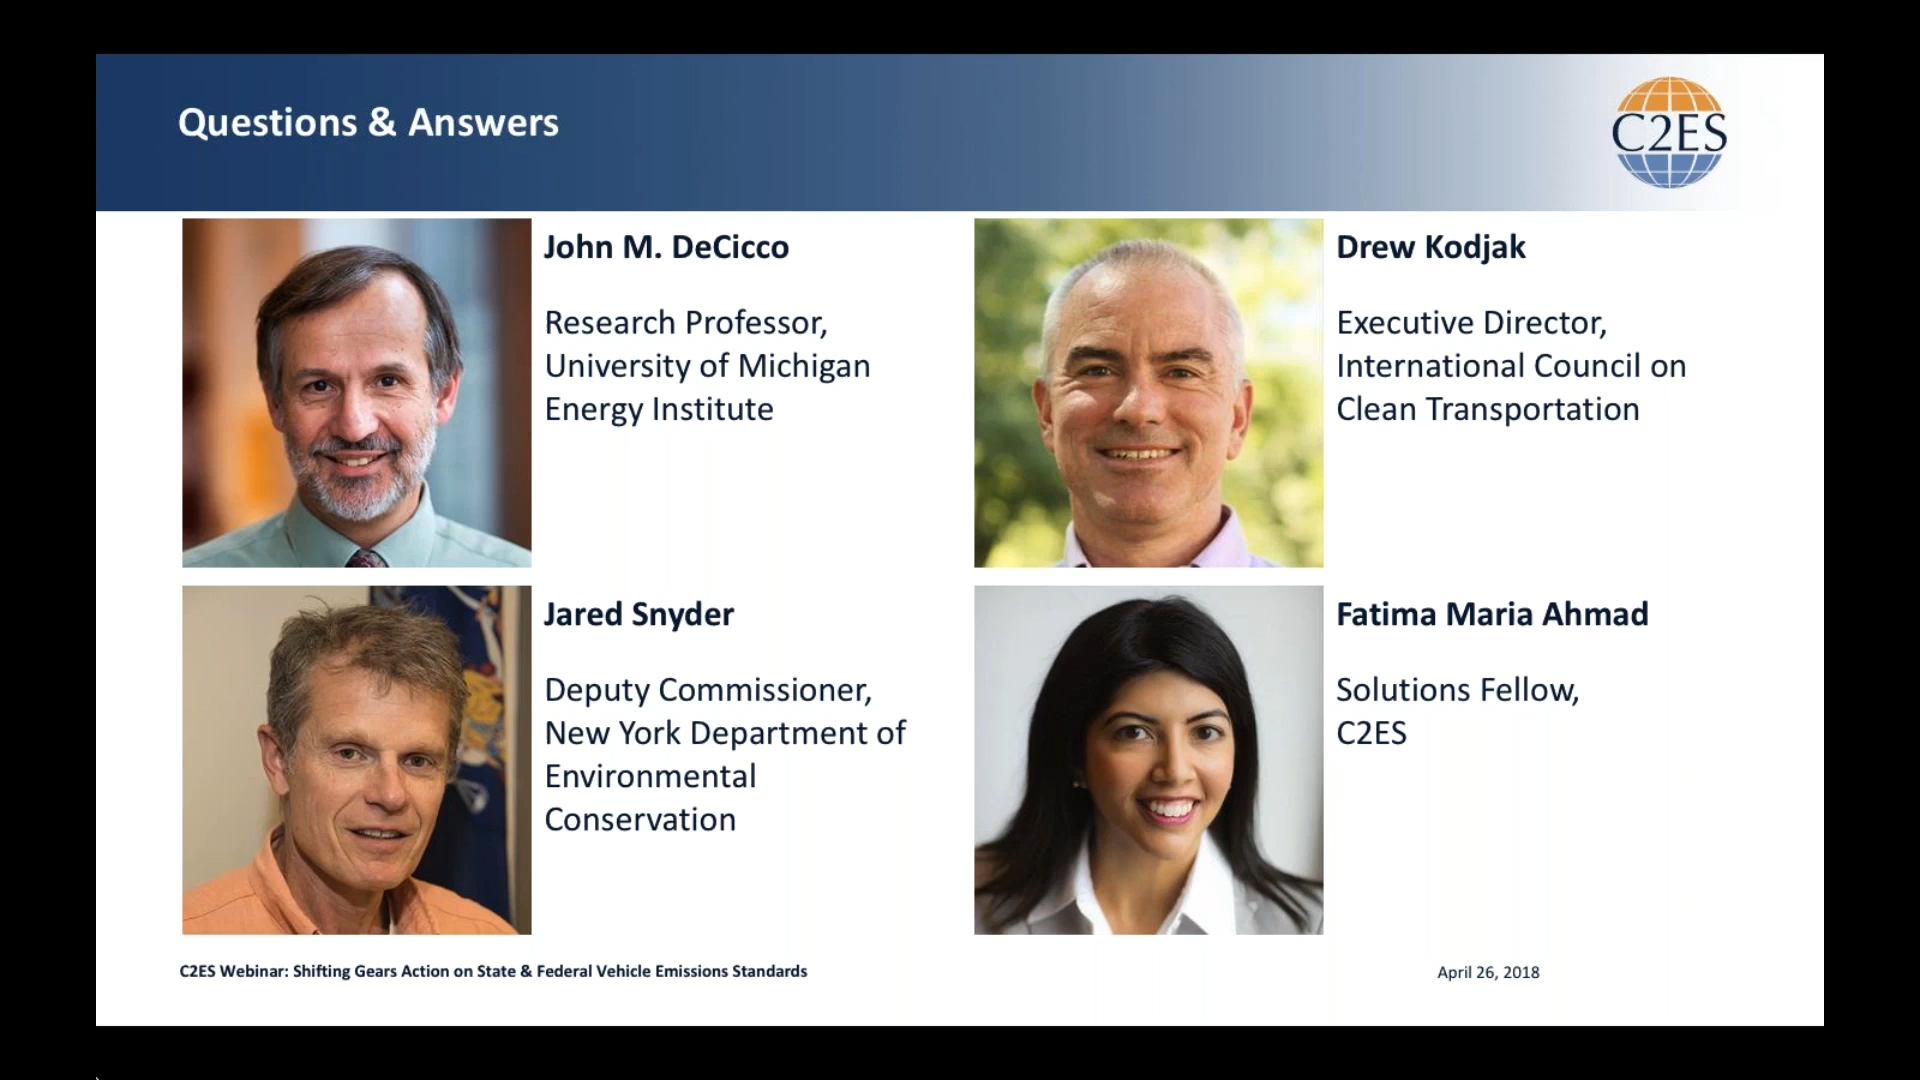 Questions & Answers
C2ES
John M. DeCicco
Research Professor,
University of Michigan
Energy Institute
Drew Kodjak
Executive Director,
International Council on
Clean Transportation
Jared Snyder
Deputy Commissioner,
New York Department of
Environmental
Conservation
Fatima Maria Ahmad
Solutions Fellow,
C2ES
C2ES Webinar: Shifting Gears Action on State & Federal Vehicle Emissions Standards
April 26, 2018